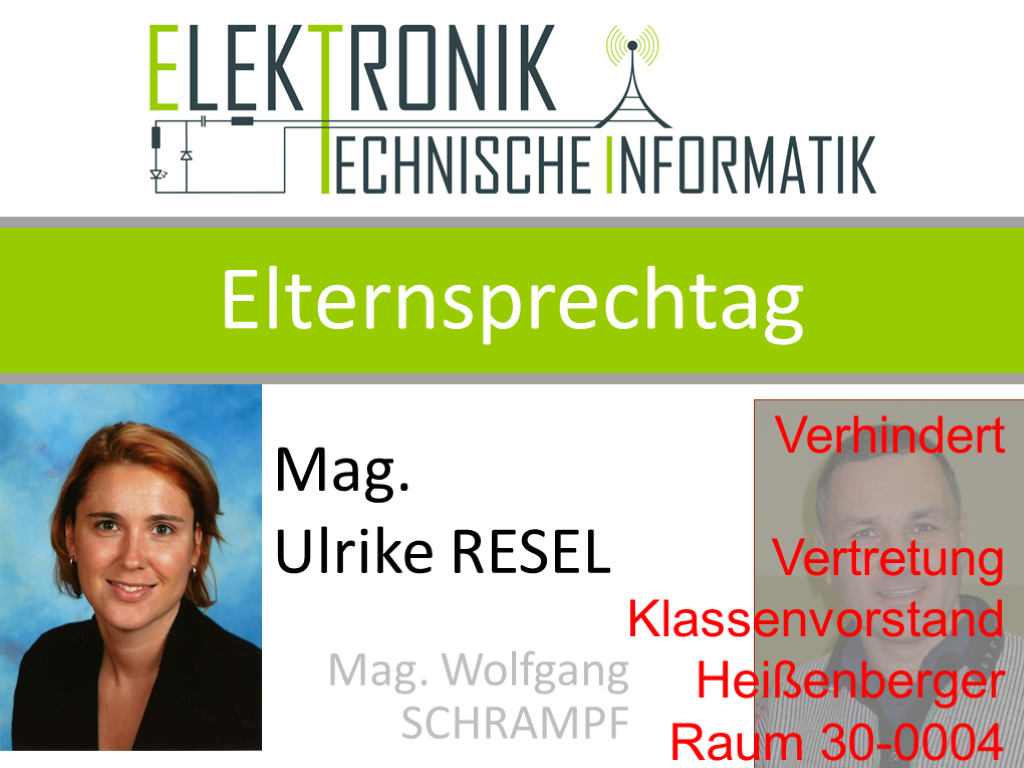 ELEKTRONIK
TECHNISCHE INFORMATIK
Elternsprechtag
Mag.
Ulrike RESEL
Mag. Wolfgang
SCHRAMPF
Verhindert
Vertretung
Klassenvorstand
Heißenberger
Raum 30-0004